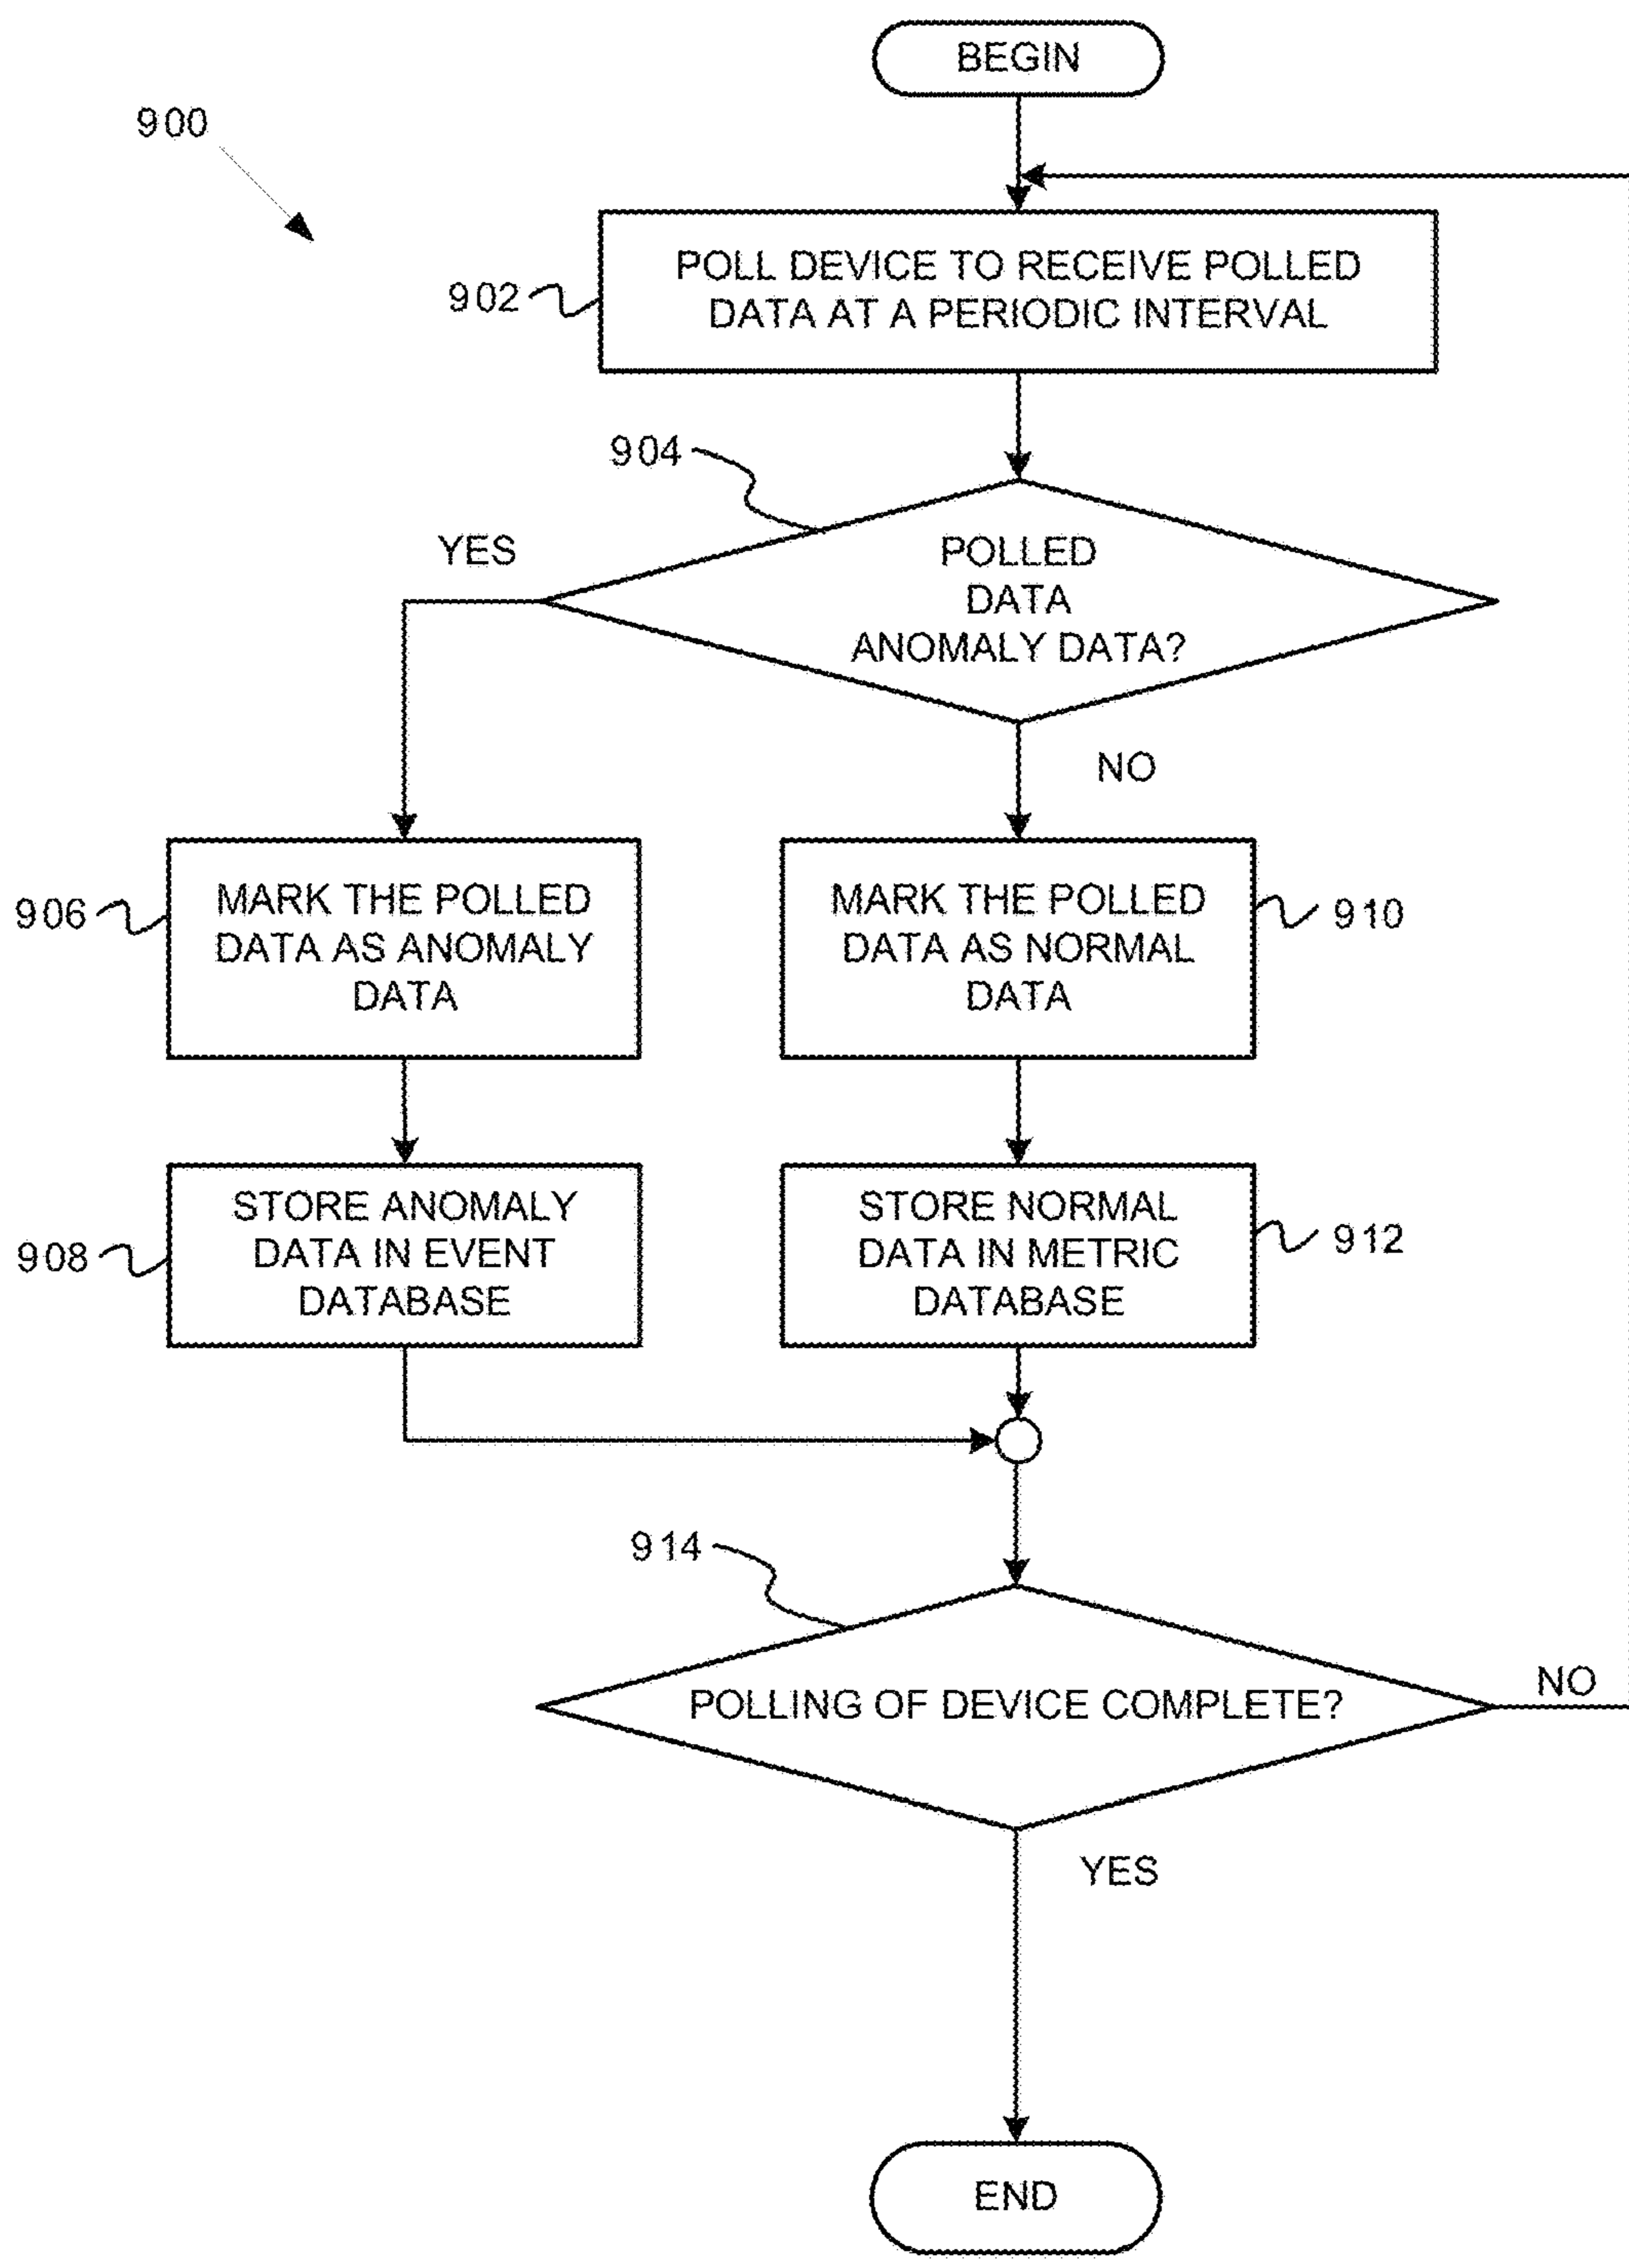 BEGIN
900
POLL DEVICE TO RECEIVE POLLED
DATA AT A PERIODIC INTERVAL
902
904
YES
POLLED
DATA
ANOMALY DATA?
NO
906
MARK THE POLLED
DATA AS ANOMALY
DATA
MARK THE POLLED
DATA AS NORMAL
DATA
910
908
STORE ANOMALY
DATA IN EVENT
DATABASE
STORE NORMAL
DATA IN METRIC
DATABASE
912
914
POLLING OF DEVICE COMPLETE?
NO
YES
END